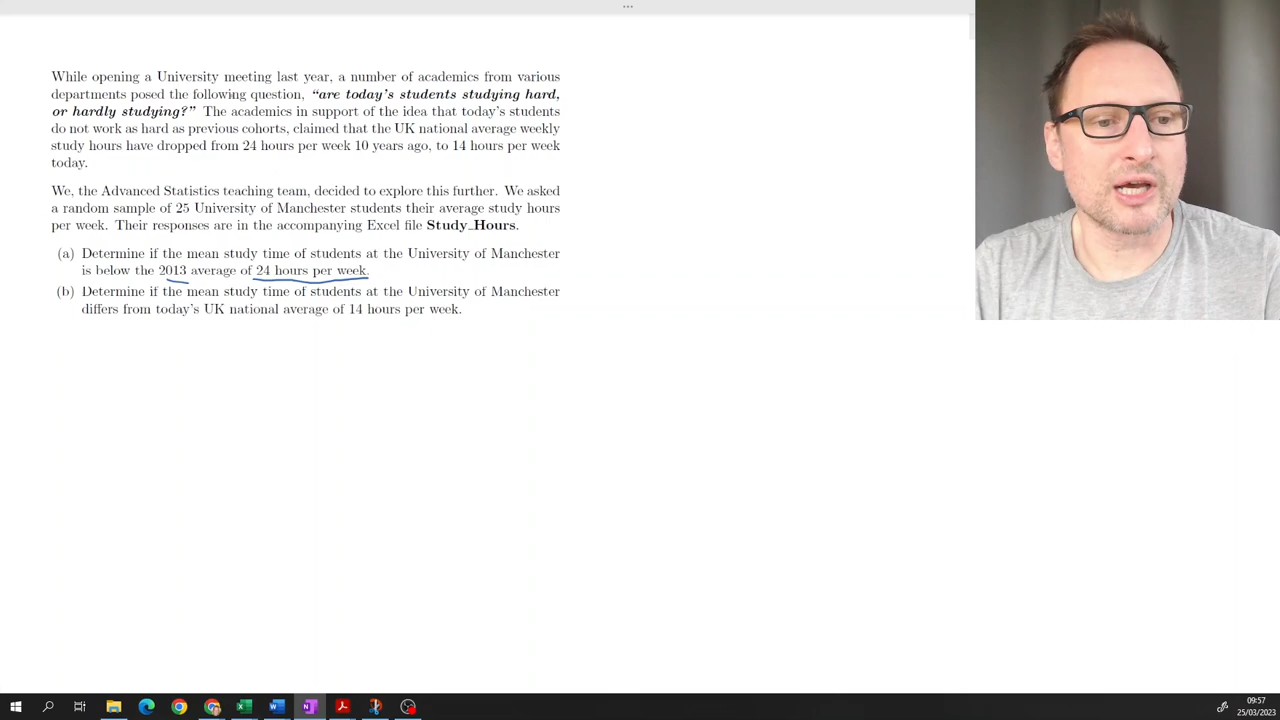 While opening a University meeting last year, a number of academics from various
departments posed the following question, “are today’s students studying hard,
or hardly studying?” The academics in support of the idea that today’s students
do not work as hard as previous cohorts, claimed that the UK national average weekly
study hours have dropped from 24 hours per week 10 years ago, to 14 hours per week
today.
We, the Advanced Statistics teaching team, decided to explore this further. We asked
a random sample of 25 University of Manchester students their average study hours
per week. Their responses are in the accompanying Excel file Study_Hours.
(a) Determine if the mean study time of students at the University of Manchester
is below the 2013 average of 24 hours per week.
(b) Determine if the mean study time of students at the University of Manchester
differs from today’s UK national average of 14 hours per week.
09:57
25/03/2023